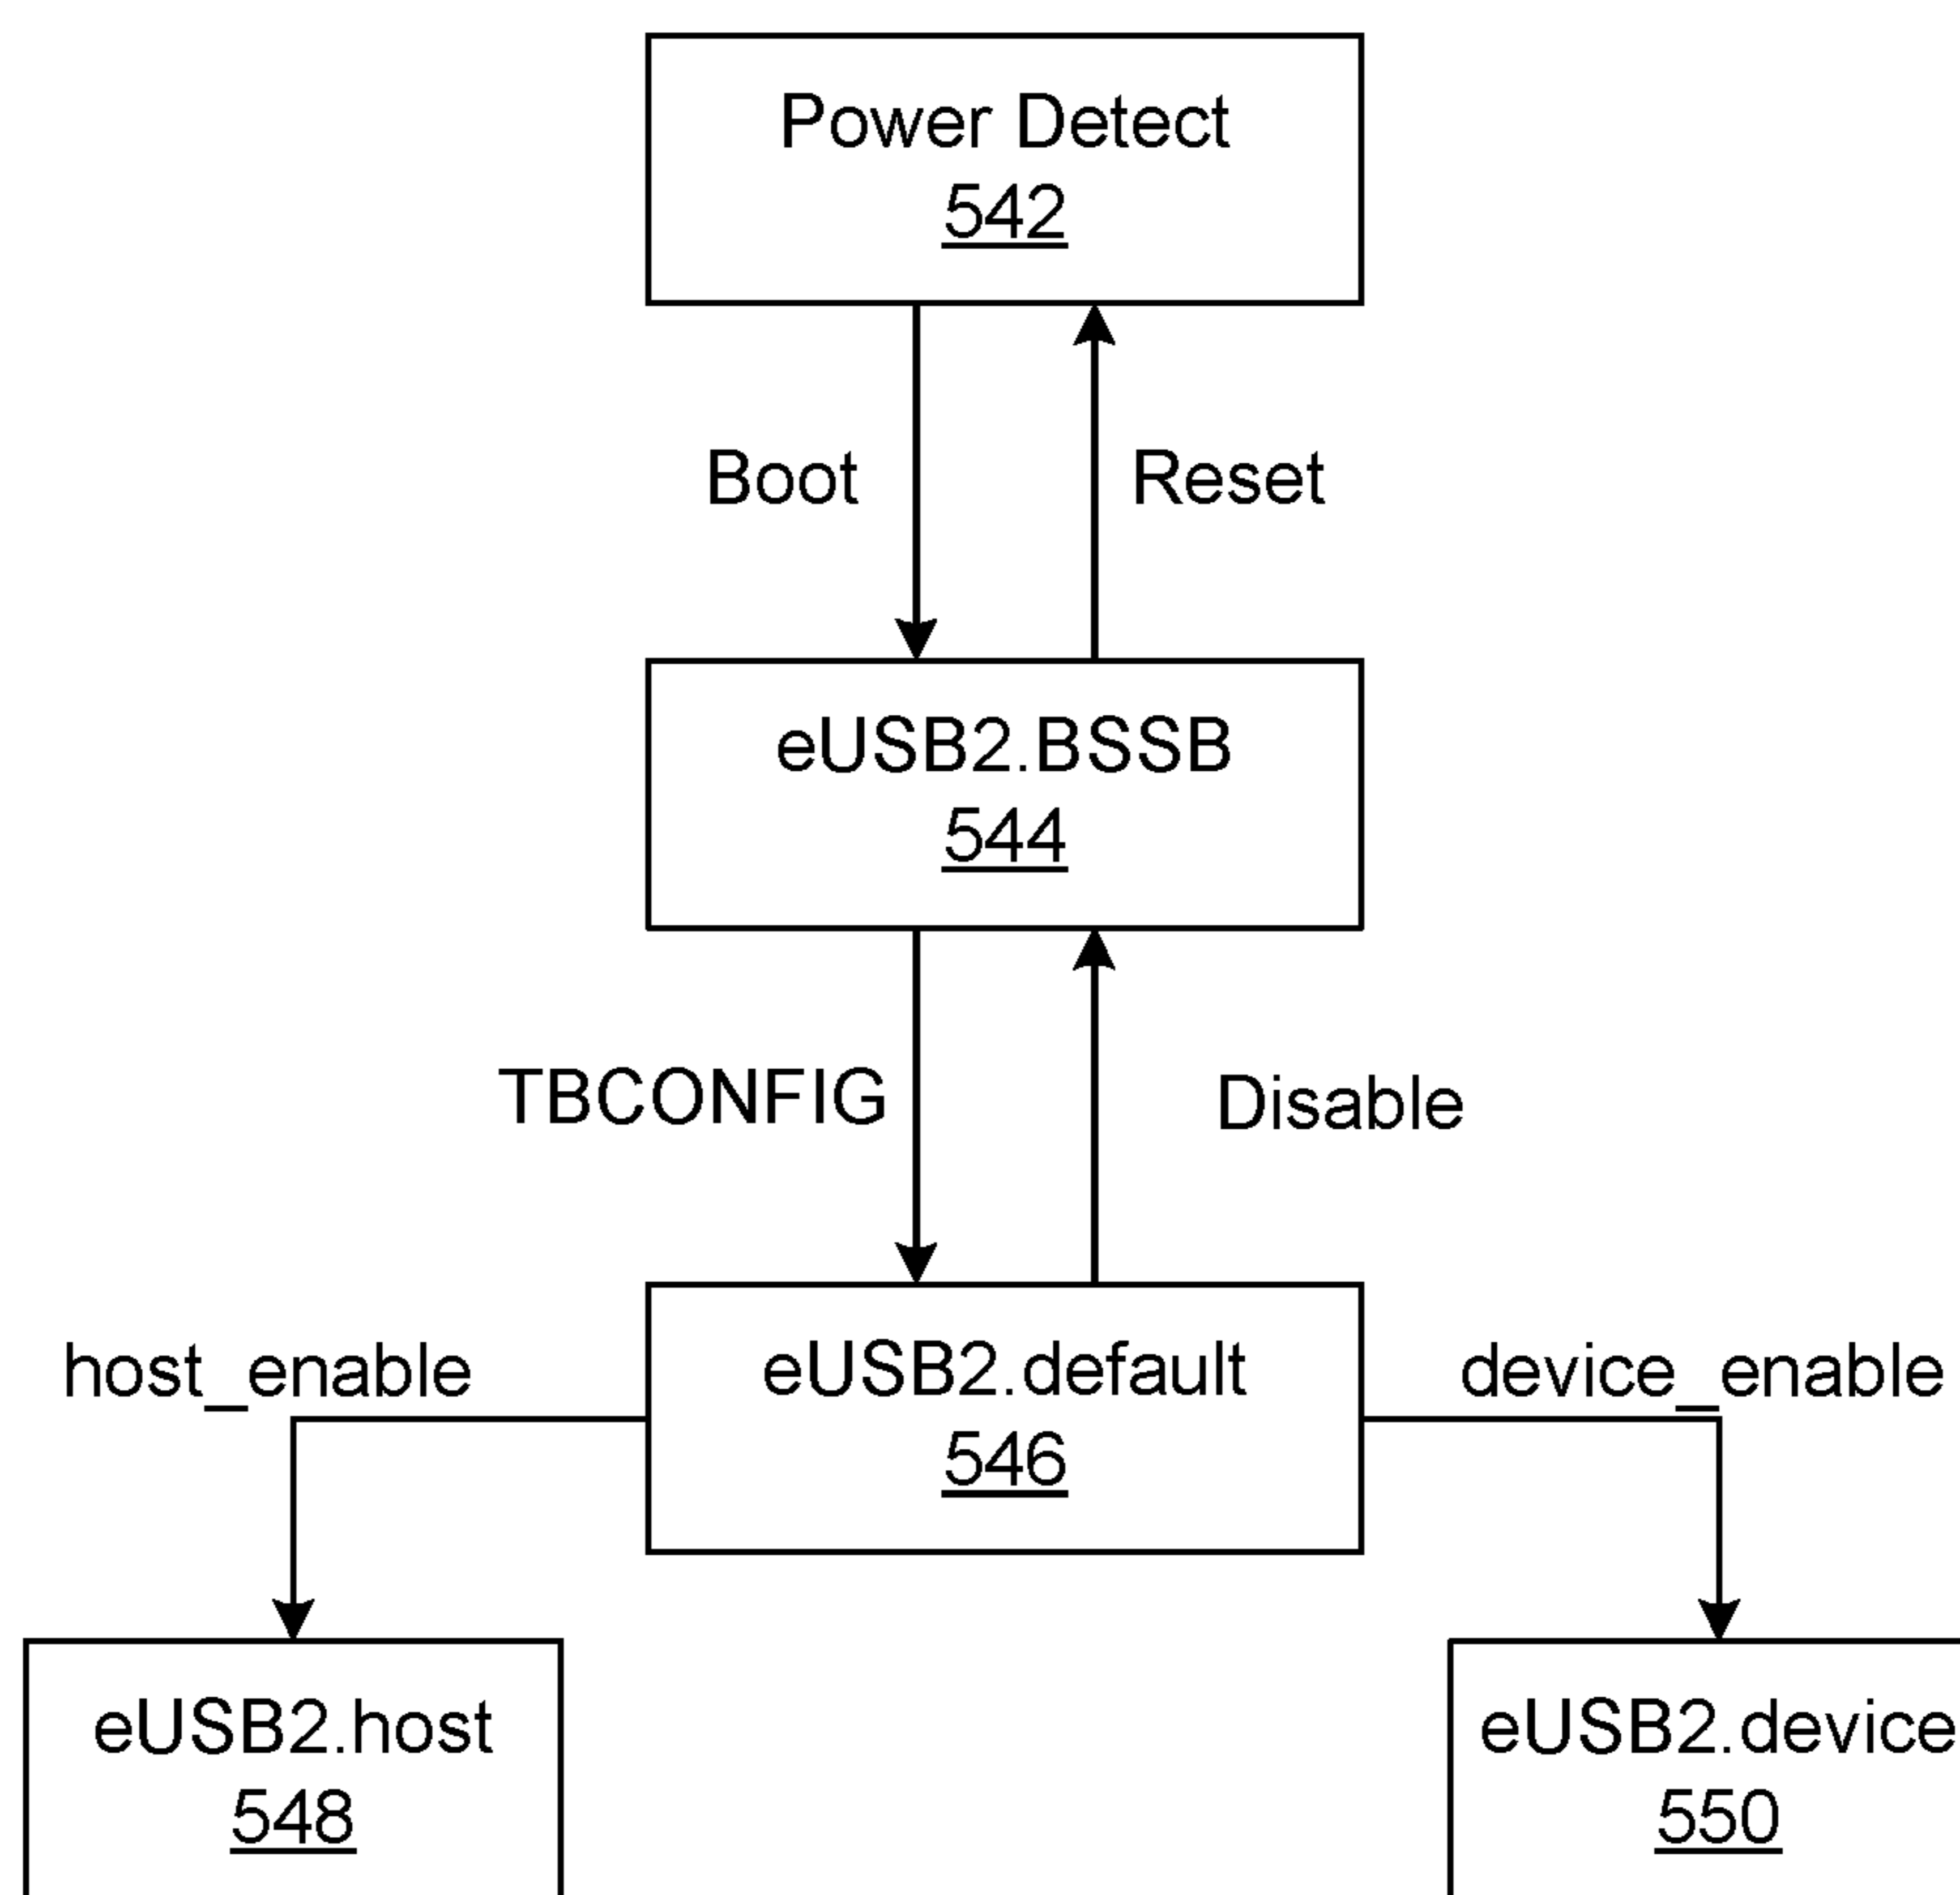 Power Detect
542
Boot
Reset
eUSB2.BSSB
544
TBCONFIG
Disable
host_enable
eUSB2.default
546
device_enable
eUSB2.host
548
eUSB2.device
550